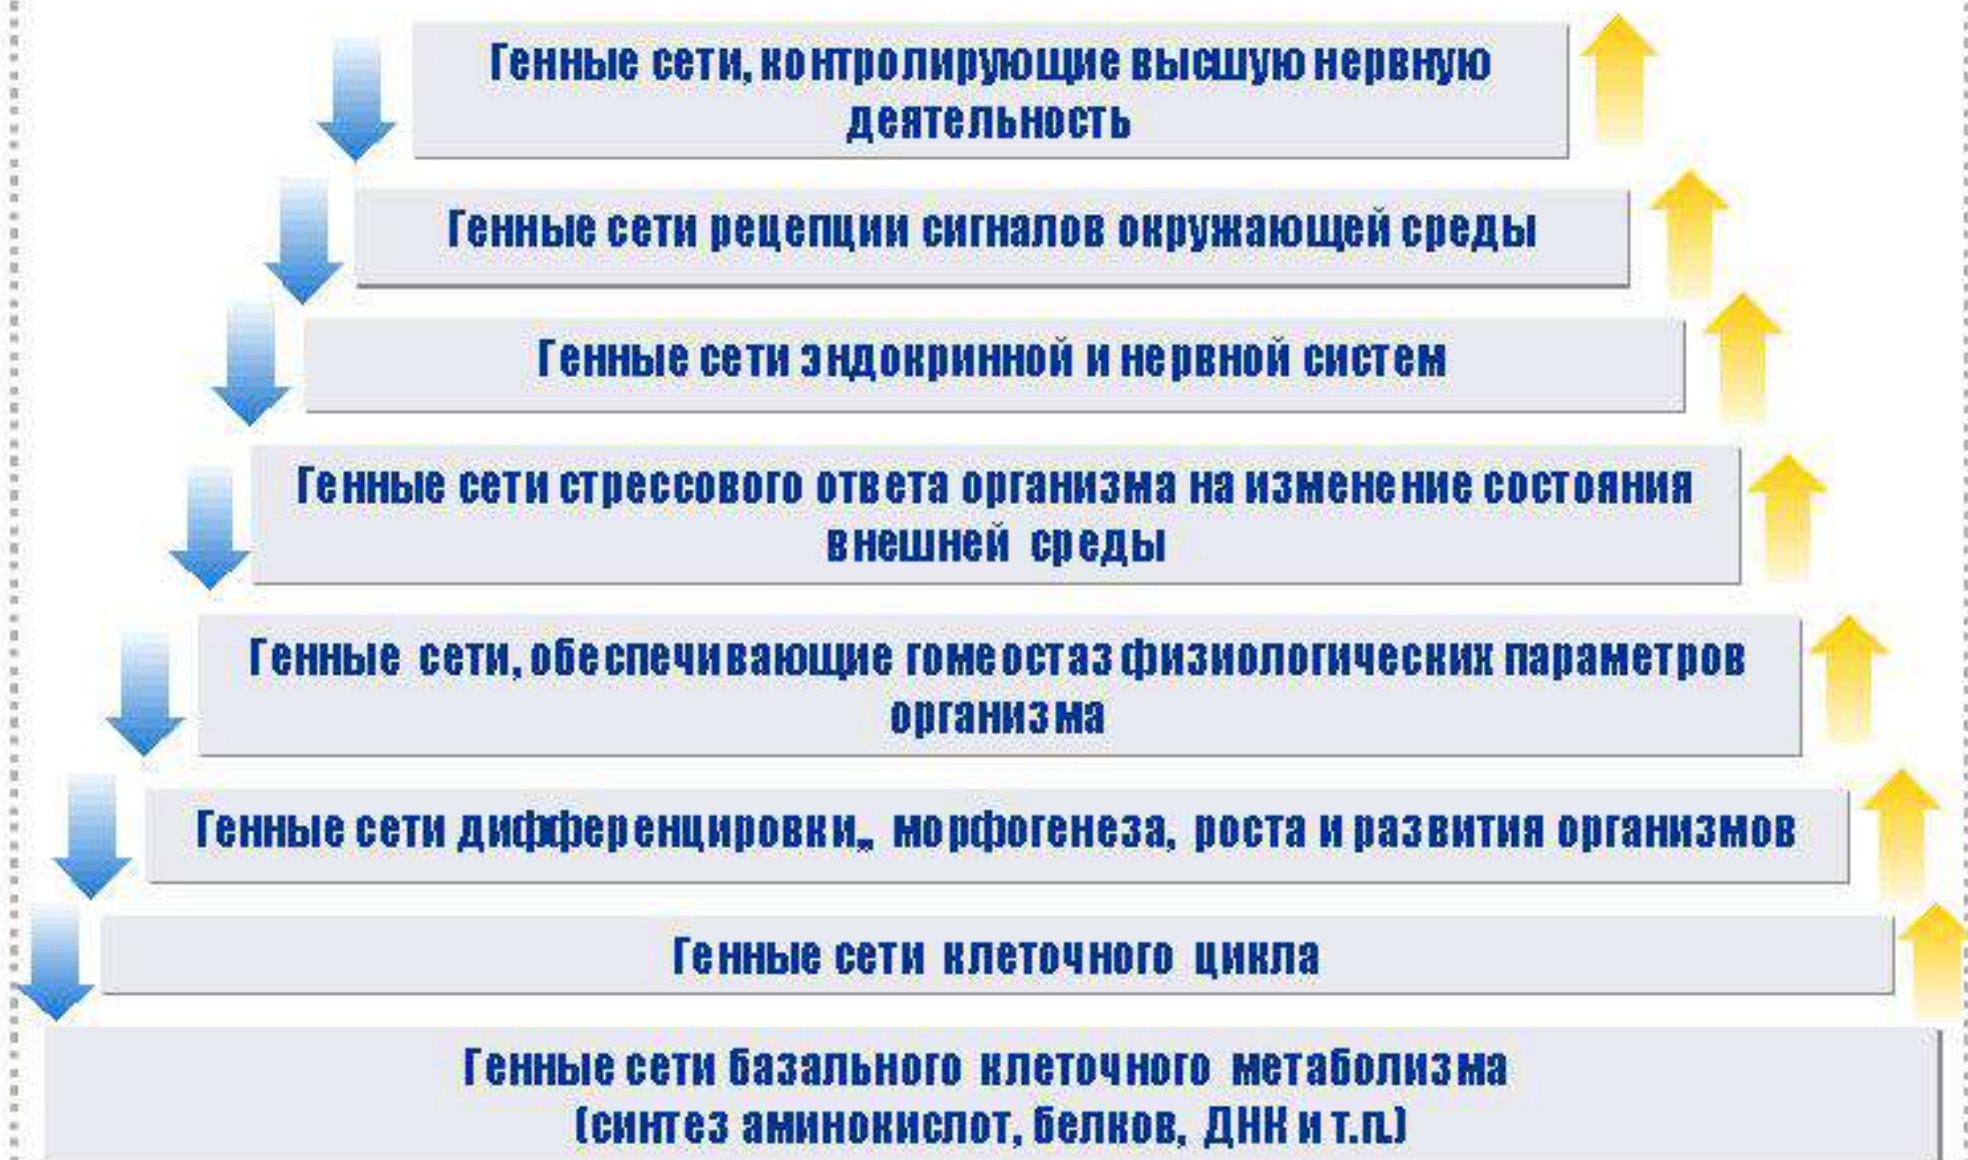 Генные сети, контролирующие высшую нервную
деятельность
Генные сети рецепции сигналов окружающей среды
Генные сети эндокринной и нервной систем
Генные сети стрессового ответа организма на изменение состояния
внешней среды
Генные сети, обеспечивающие гомеостаз физиологических параметров
организма
Генные сети дифференцировки,, морфогенеза, роста и развития организмов
Генные сети клеточного цикла
Генные сети базального клеточного метаболизма
(синтез аминокислот, белков, ДНК и т.п.)